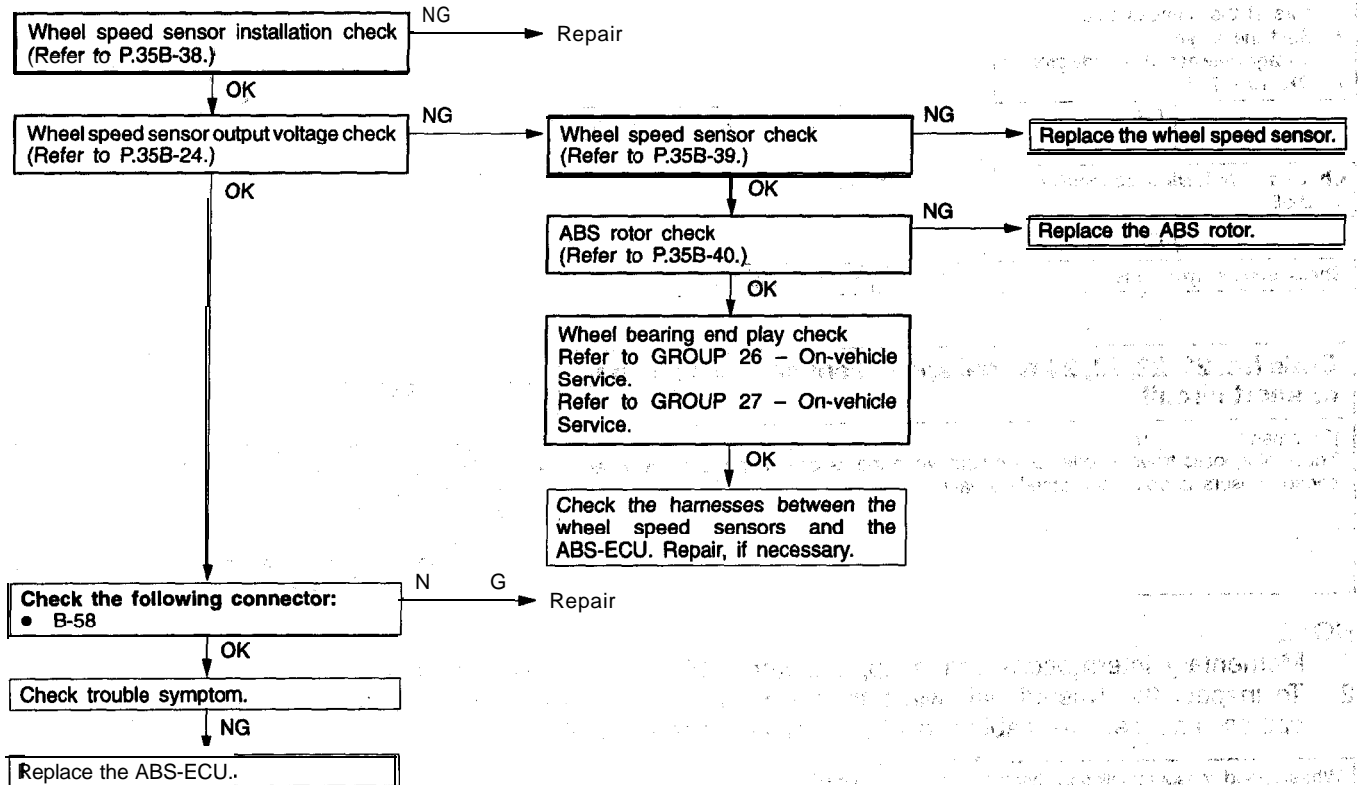 Wheel speed sensor installation check
(Refer to P.35B-38.)
NG
Repair
OK
Wheel speed sensor output voltage check
(Refer to P.35B-24.)
NG
Wheel speed sensor check
(Refer to P.35B-39.)
NG
Replace the wheel speed sensor.
OK
OK
ABS rotor check
(Refer to P.35B-40.)
NG
Replace the ABS rotor.
OK
Wheel bearing end play check
Refer to GROUP 26 – On-vehicle
Service.
Refer to GROUP 27 – On-vehicle
Service.
OK
Check the harnesses between the
wheel speed sensors and the
ABS-ECU. Repair, if necessary.
Check the following connector:
● B-58
N G
Repair
OK
Check trouble symptom.
NG
Replace the ABS-ECU.